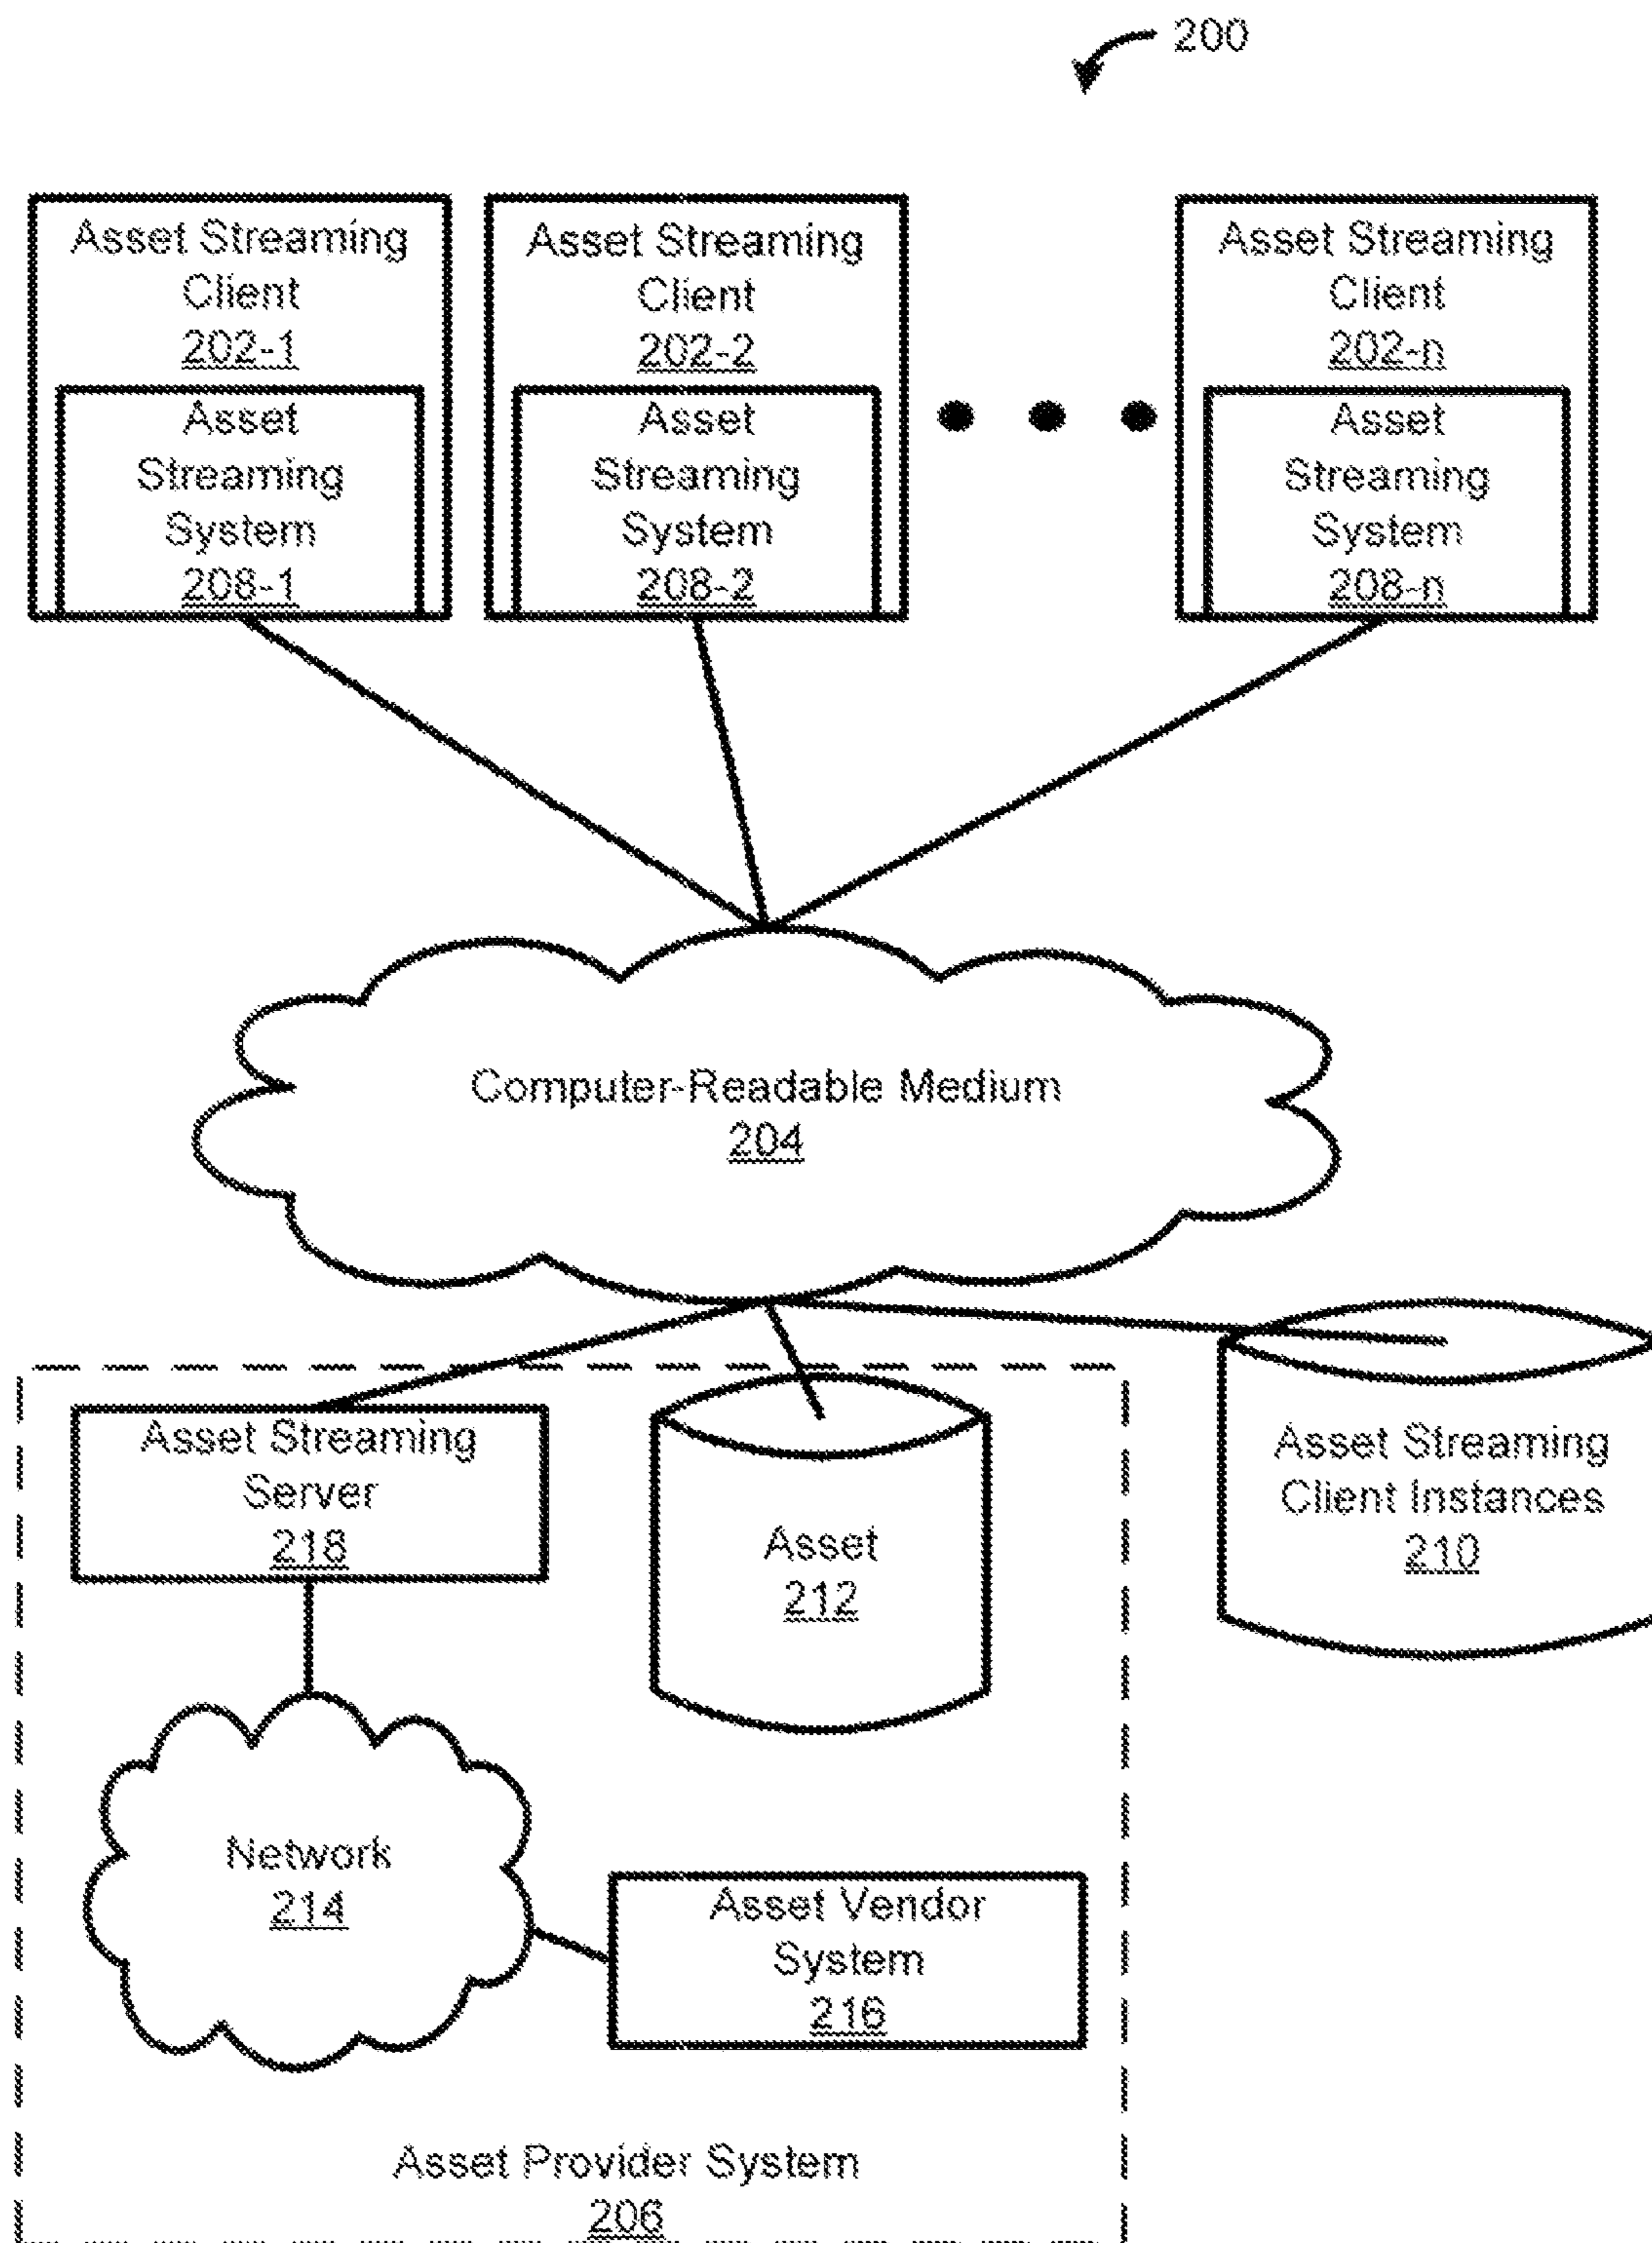 200
Asset Streaming
Client
202-1
Asset
Streaming
System
208-1
Asset Streaming
Client
202-2
Asset
Streaming
System
208-2
Asset Streaming
Client
202-n
Asset
Streaming
System
208-n
Computer-Readable Medium
204
Asset Streaming
Server
218
Asset
212
Asset Streaming
Client Instances
210
Network
214
Asset Vendor
System
216
Asset Provider System
206